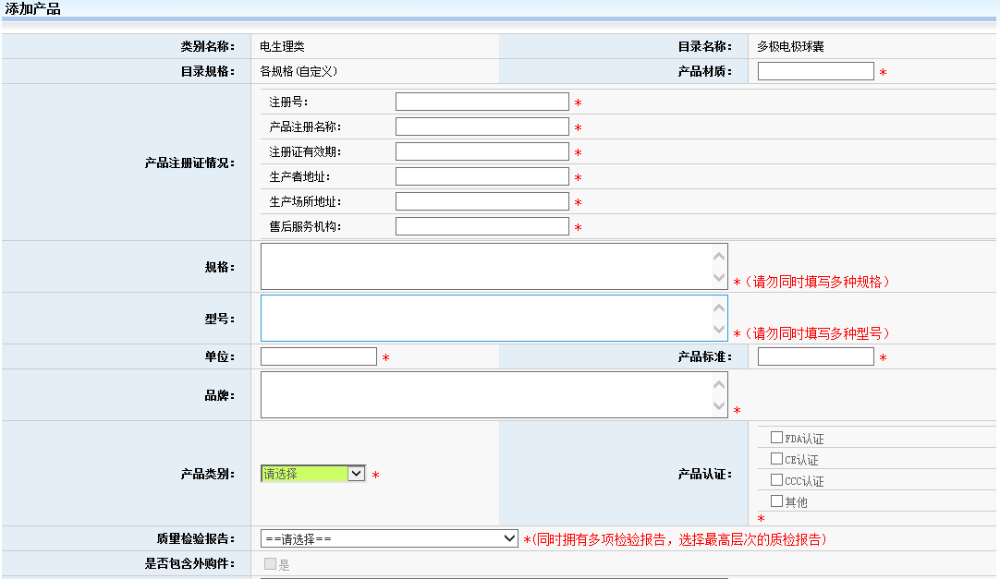 添加产品
类别名称： 电生理类 目录名称： 多极电极球囊
目录规格： 各规格(自定义) 产品材质： *
产品注册证情况：
注册号： *
产品注册名称： *
注册证有效期： *
生产者地址： *
生产场所地址： *
售后服务机构： *
规格： *（请勿同时填写多种规格）
型号： *（请勿同时填写多种型号）
单位： * 产品标准： *
品牌： *
产品类别： 请选择 * 产品认证：
FDA认证
CE认证
CCC认证
其他
*
质量检验报告： ==请选择== *(同时拥有多项检验报告，选择最高层次的质检报告)
是否包含外购件： 是